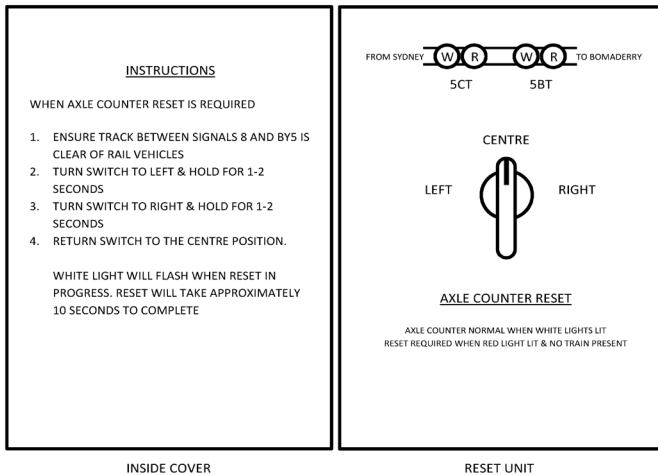 INSTRUCTIONS
WHEN AXLE COUNTER RESET IS REQUIRED
1. ENSURE TRACK BETWEEN SIGNALS 8 AND BY5 IS
CLEAR OF RAIL VEHICLES
2. TURN SWITCH TO LEFT & HOLD FOR 1-2
SECONDS
3. TURN SWITCH TO RIGHT & HOLD FOR 1-2
SECONDS
4. RETURN SWITCH TO THE CENTRE POSITION.
WHITE LIGHT WILL FLASH WHEN RESET IN
PROGRESS. RESET WILL TAKE APPROXIMATELY
10 SECONDS TO COMPLETE
INSIDE COVER
FROM SYDNEY W R W R TO BOMADERRY
5CT 5BT
CENTRE
LEFT RIGHT
AXLE COUNTER RESET
AXLE COUNTER NORMAL WHEN WHITE LIGHTS LIT
RESET REQUIRED WHEN RED LIGHT LIT & NO TRAIN PRESENT
RESET UNIT